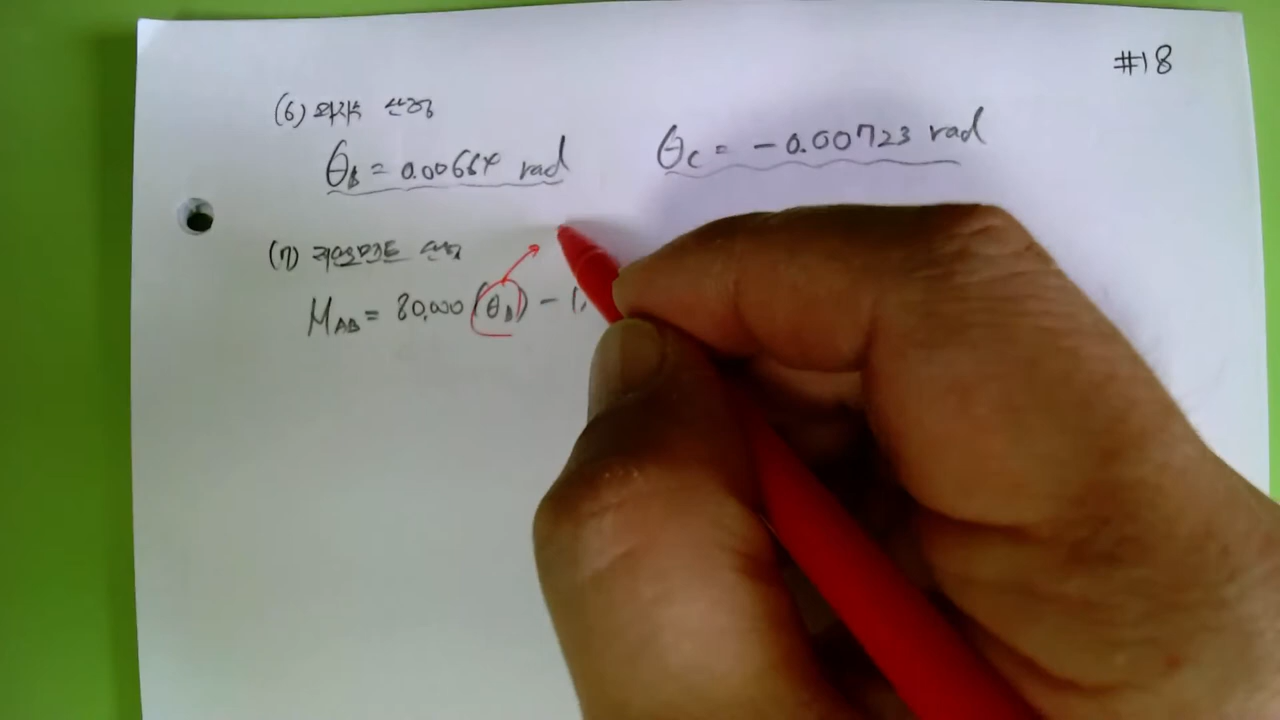 #18
(6) 회전각 산정
θB = 0.00664 rad θC = -0.00723 rad
(7) 재단모멘트 산정
MAB = 80,000 (θB) - 1,